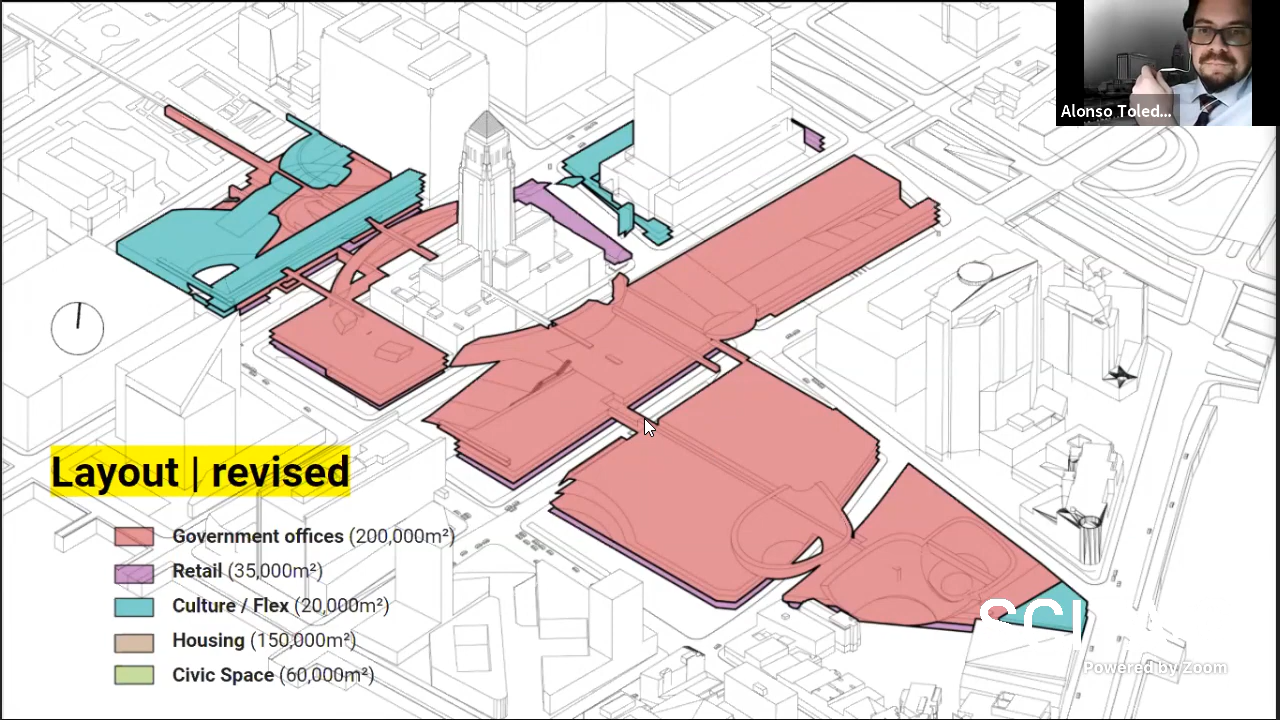 Alonso Toled...
Layout | revised
Government offices (200,000m²)
Retail (35,000m²)
Culture / Flex (20,000m²)
Housing (150,000m²)
Civic Space (60,000m²)
Powered by Zoom